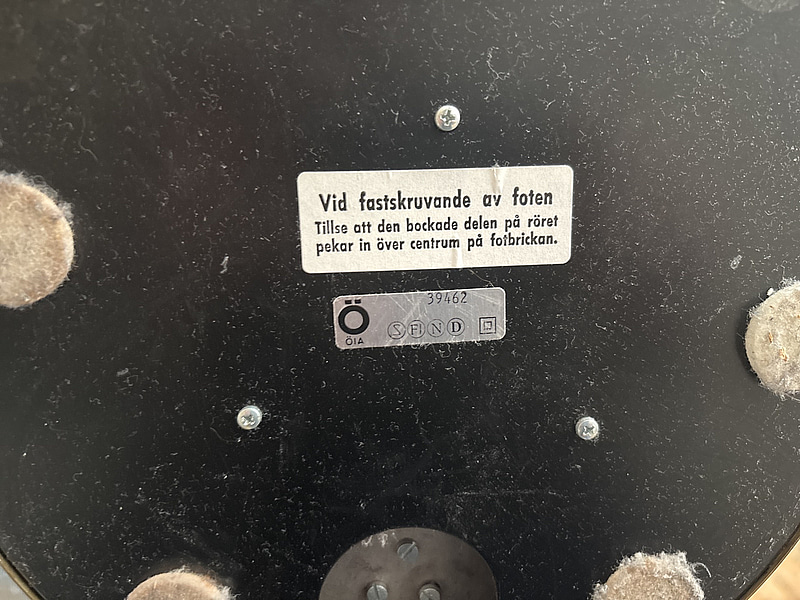 Vid fastskruvande av foten
Tillse att den bockade delen på röret
pekar in över centrum på fotbrickan.
39462
Ö
ÖIA
S FI N D